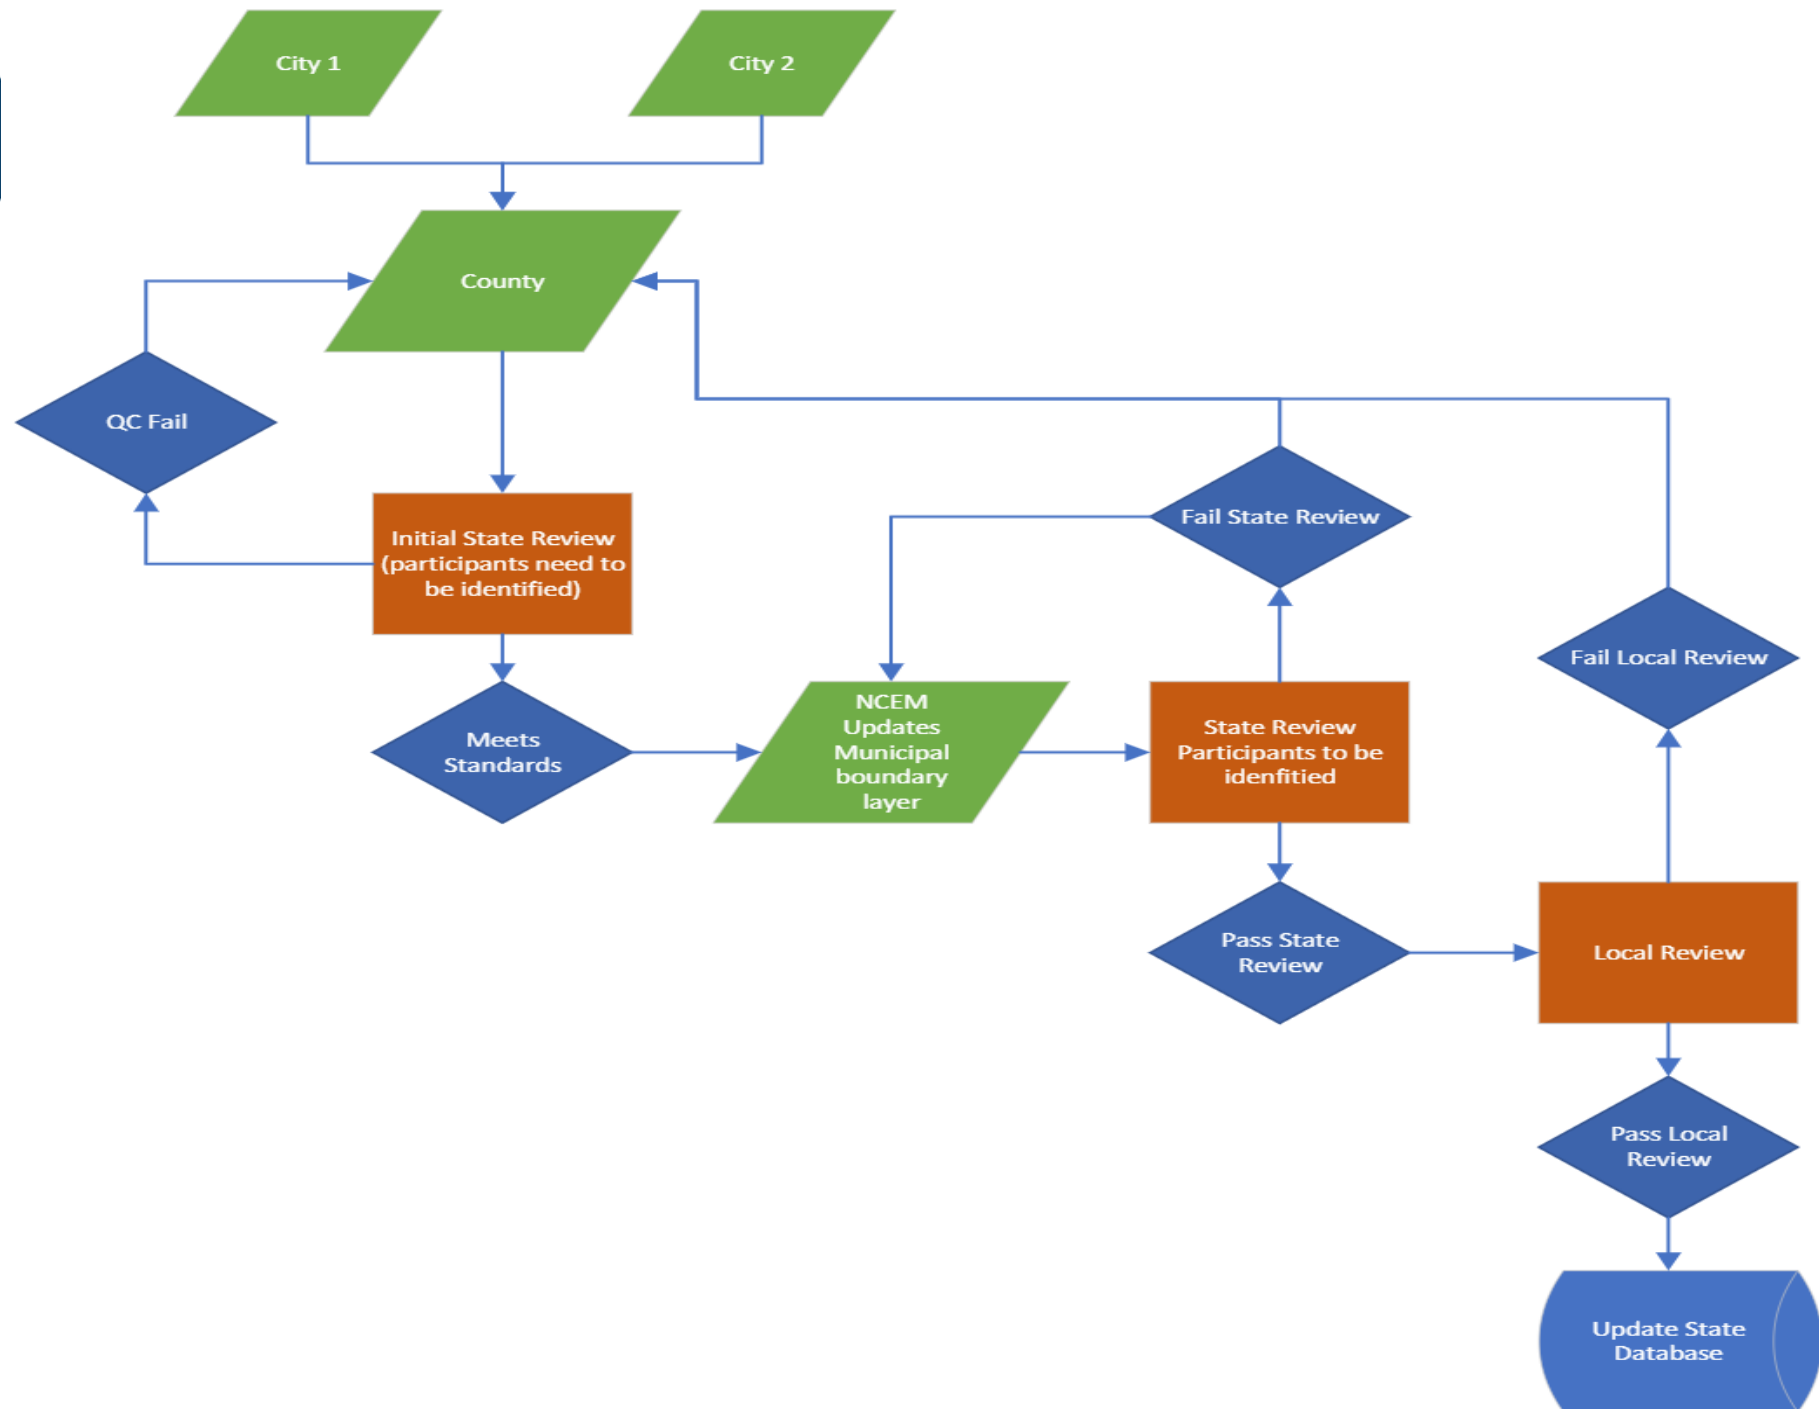 City 1
City 2
County
QC Fail
Initial State Review
(participants need to
be identified)
Fail State Review
Fail Local Review
Meets
Standards
NCEM
Updates
Municipal
boundary
layer
State Review
Participants to be
idenfitied
Pass State
Review
Local Review
Pass Local
Review
Update State
Database